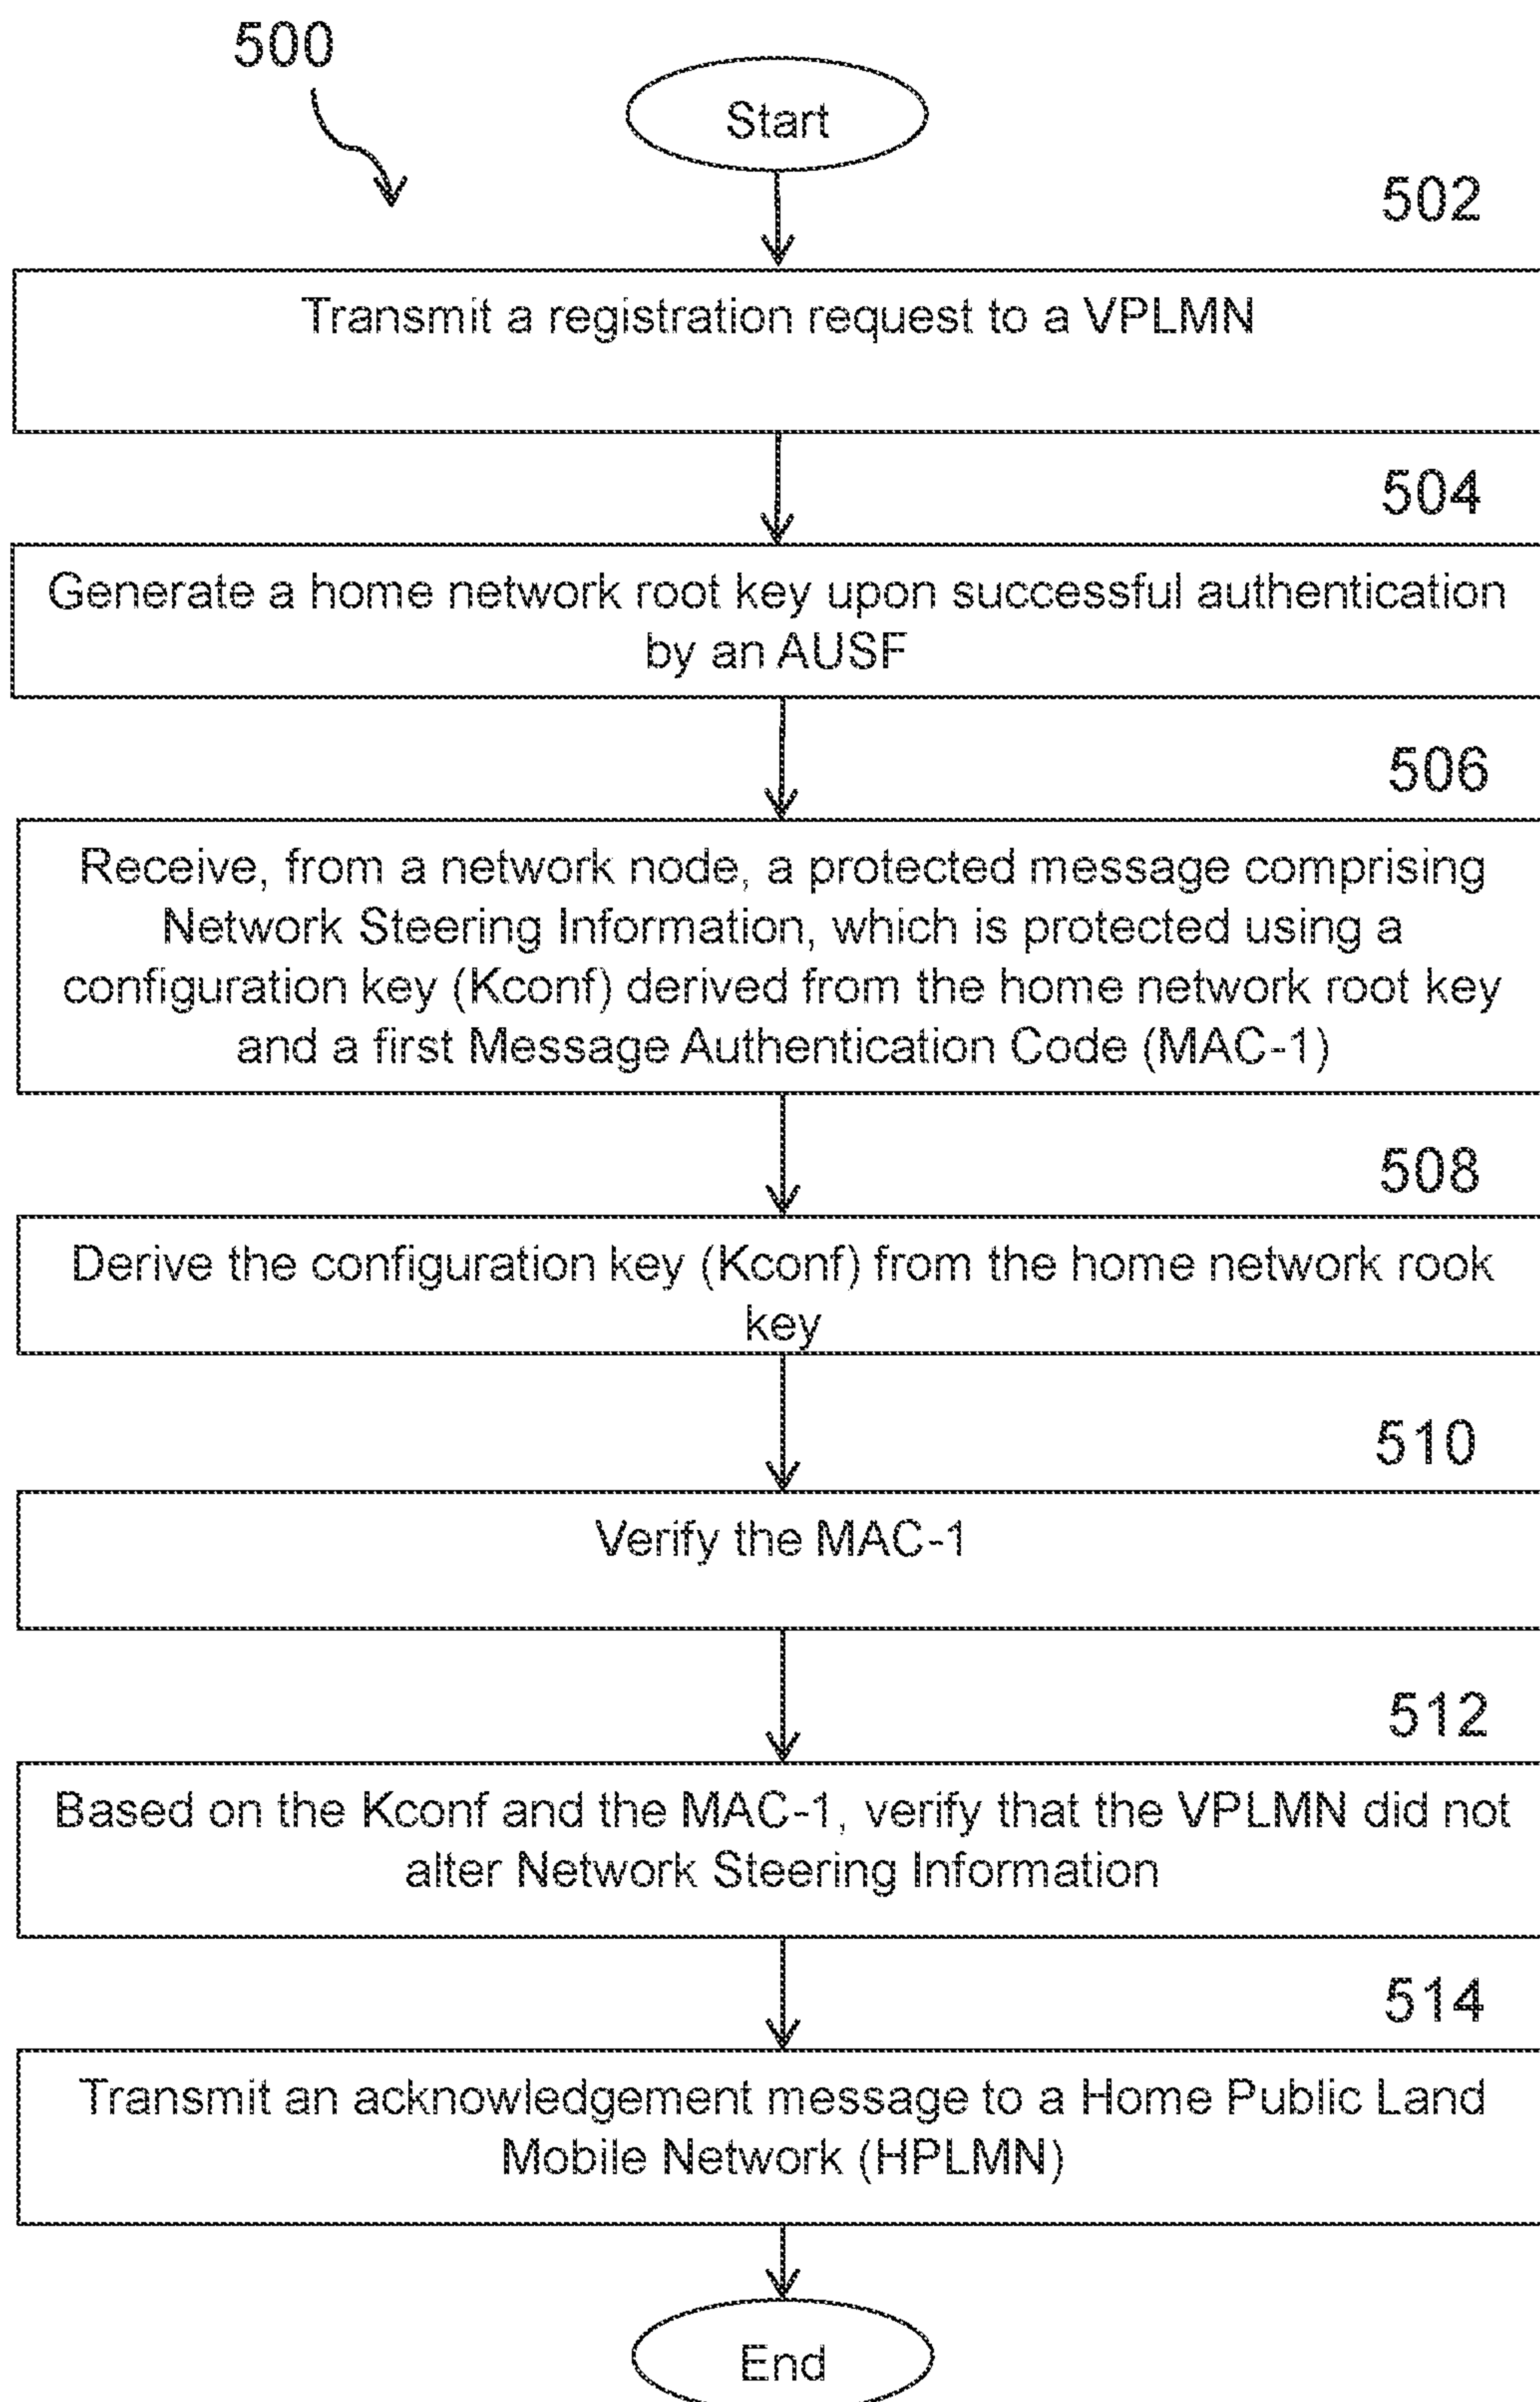 500
Start
502
Transmit a registration request to a VPLMN
504
Generate a home network root key upon successful authentication
by an AUSF
506
Receive, from a network node, a protected message comprising
Network Steering Information, which is protected using a
configuration key (Kconf) derived from the home network root key
and a first Message Authentication Code (MAC-1)
508
Derive the configuration key (Kconf) from the home network rook
key
510
Verify the MAC-1
512
Based on the Kconf and the MAC-1, verify that the VPLMN did not
alter Network Steering Information
514
Transmit an acknowledgement message to a Home Public Land
Mobile Network (HPLMN)
End